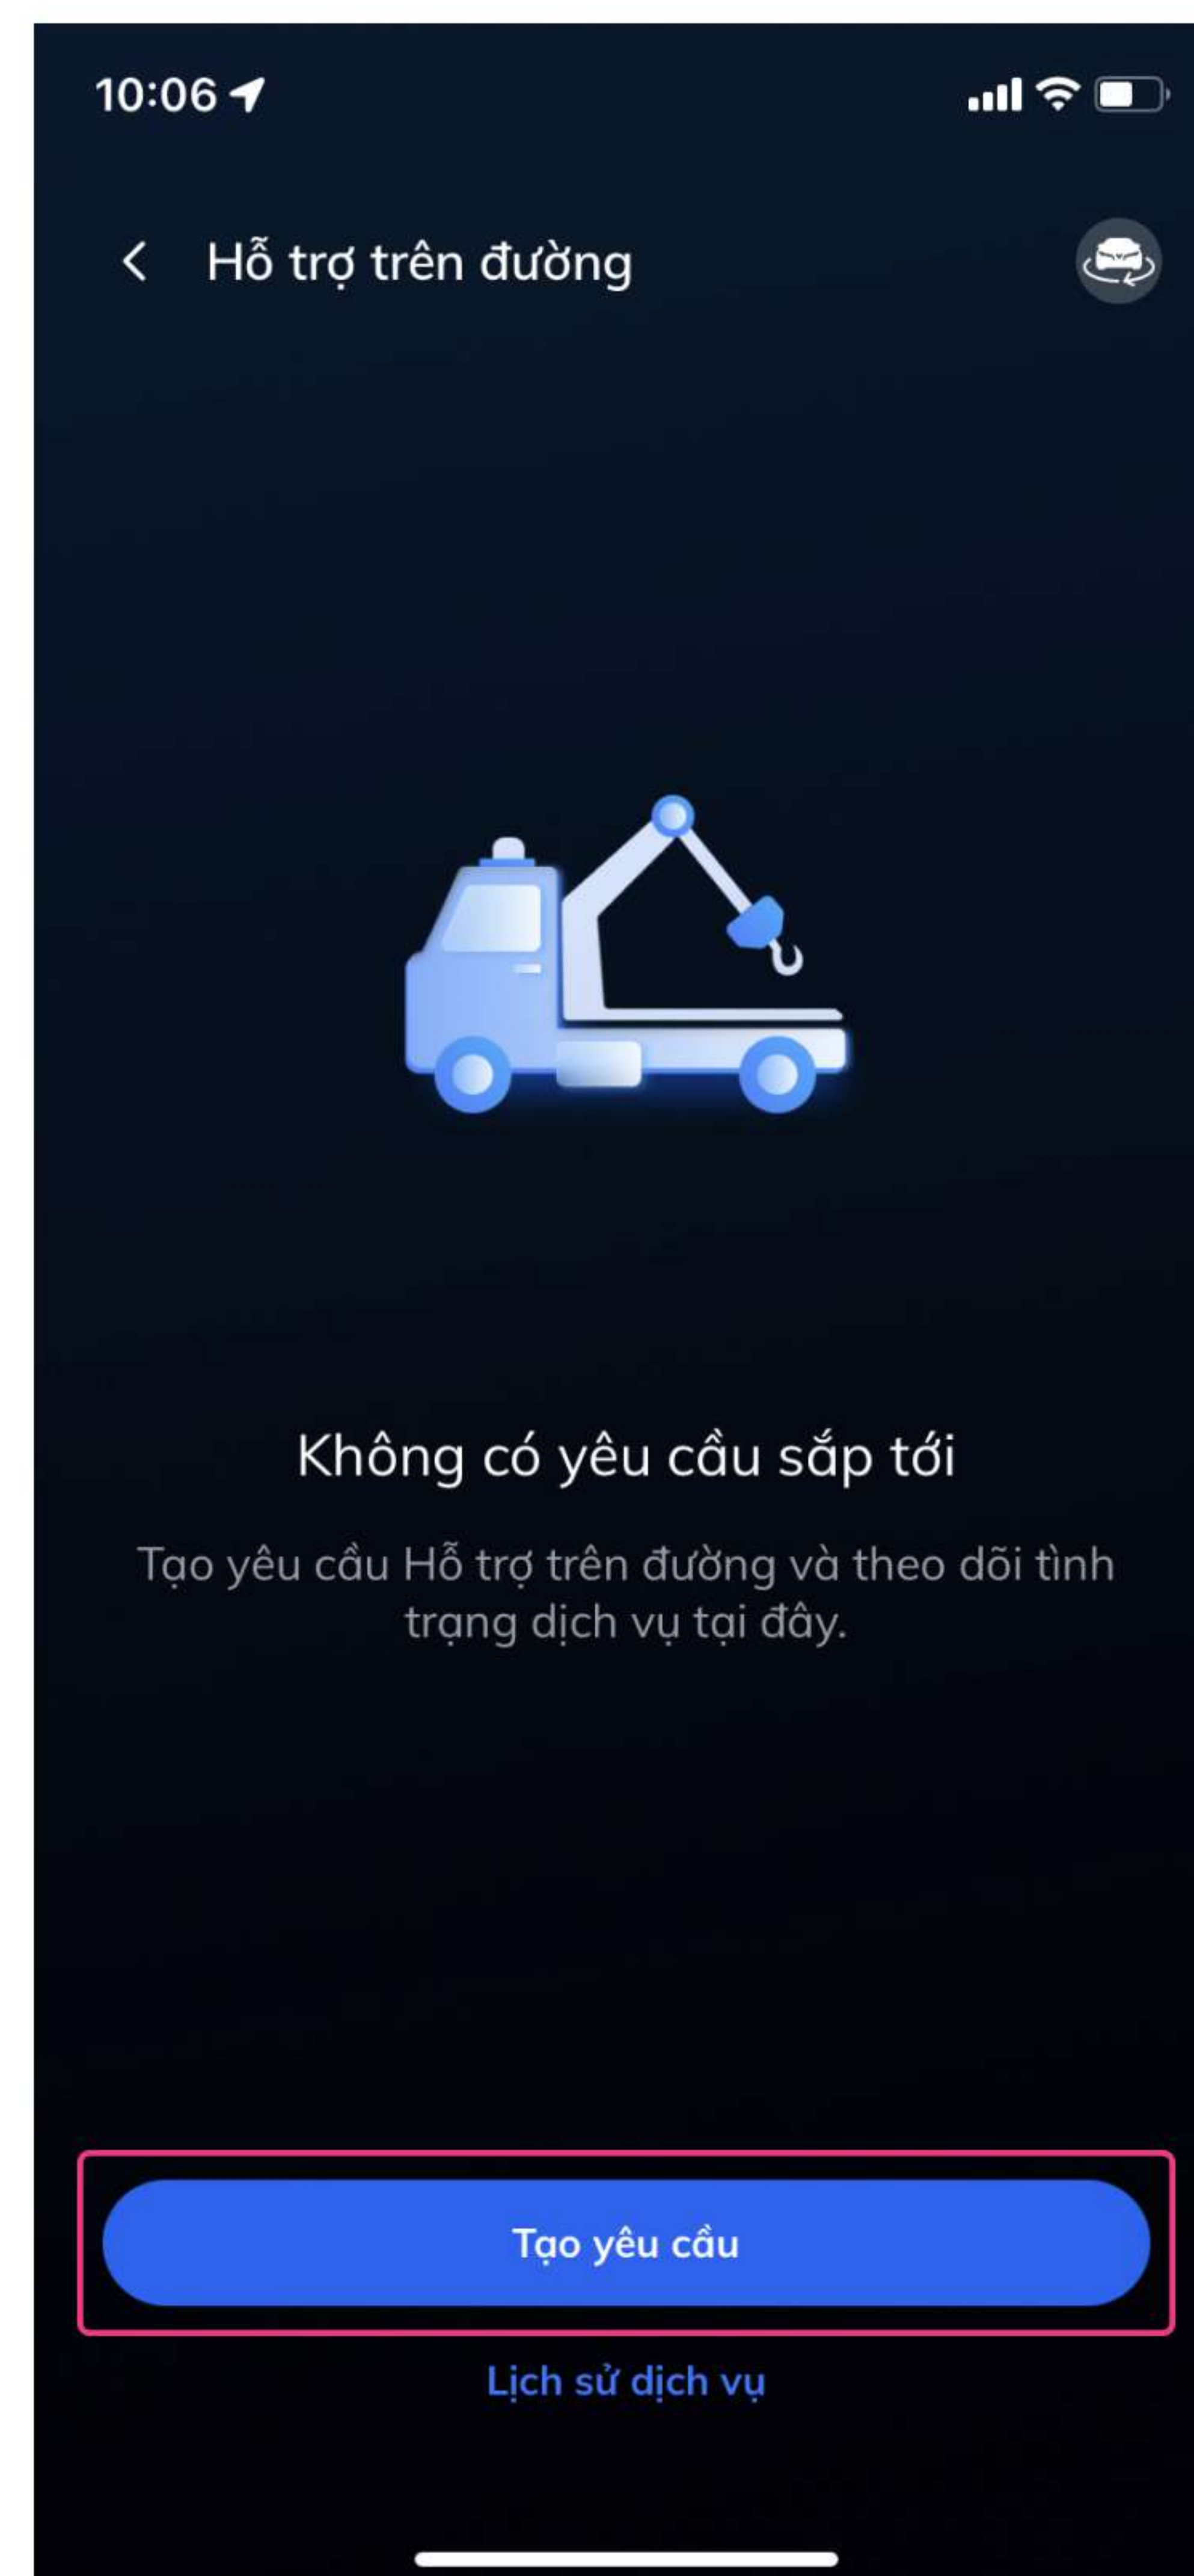 10:06
Hỗ trợ trên đường
Không có yêu cầu sắp tới
Tạo yêu cầu Hỗ trợ trên đường và theo dõi tình
trạng dịch vụ tại đây.
Tạo yêu cầu
Lịch sử dịch vụ